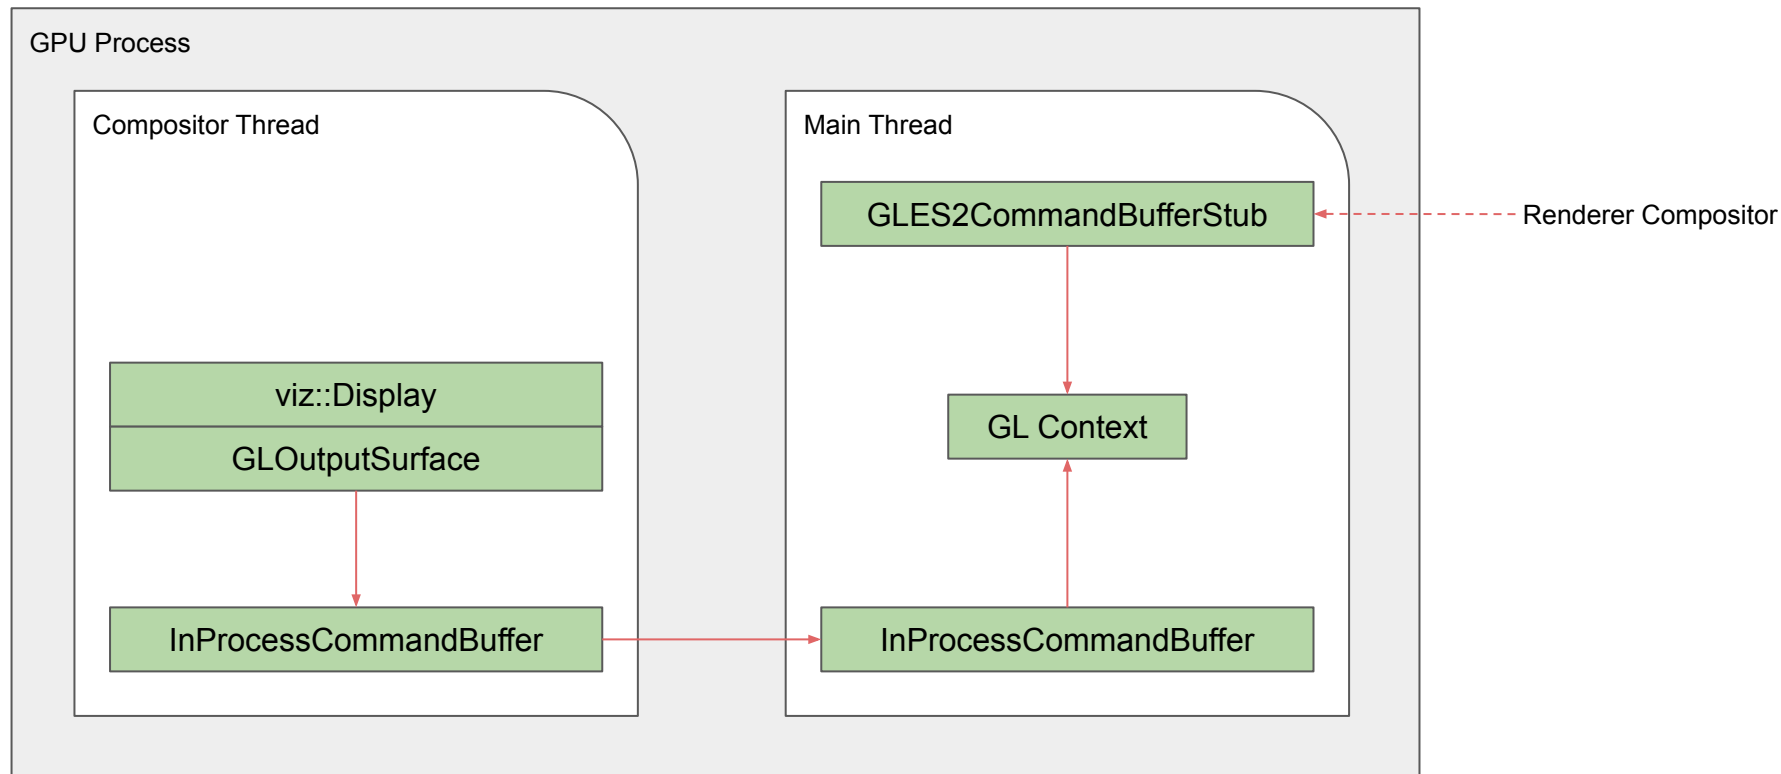 GPU Process
Compositor Thread
viz::Display
GLOutputSurface
InProcessCommandBuffer
Main Thread
GLES2CommandBufferStub
GL Context
InProcessCommandBuffer
Renderer Compositor